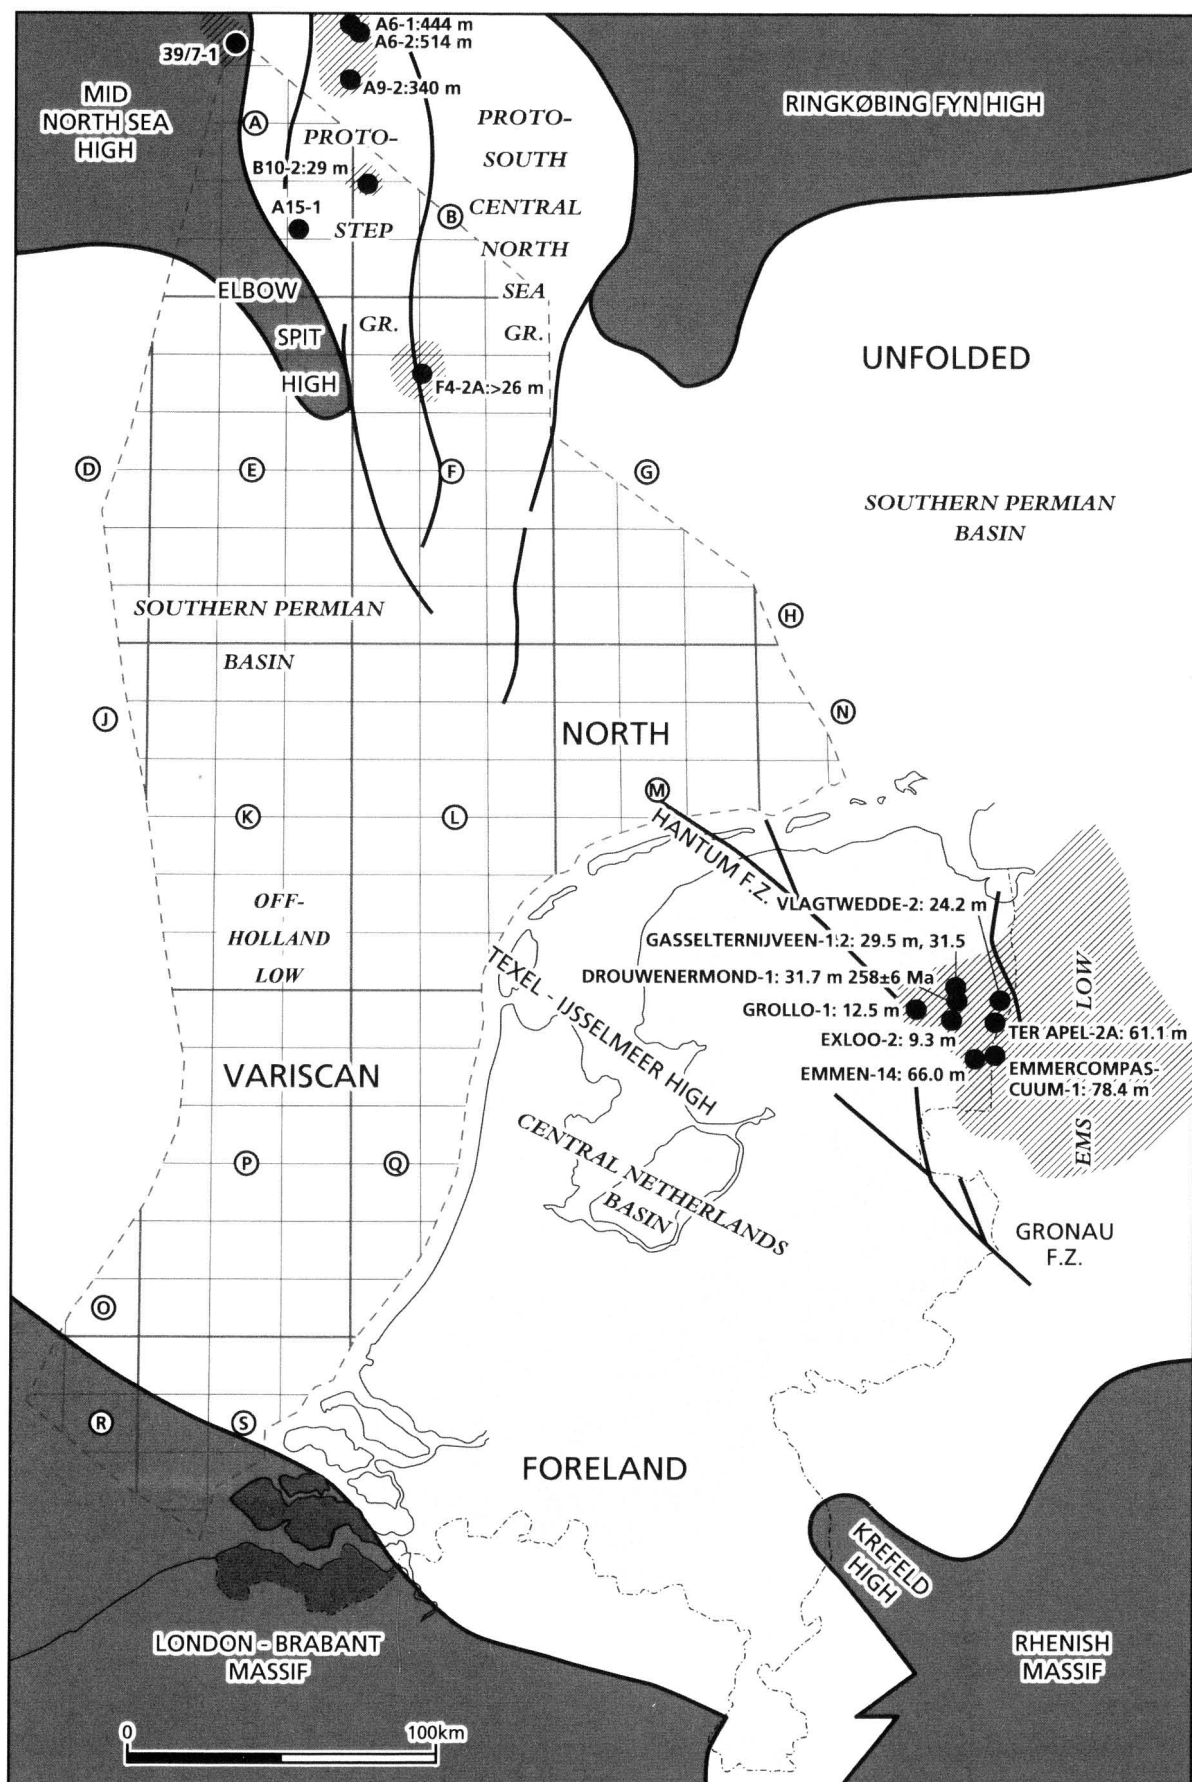 A6-1:444 m
A6-2:514 m
39/7-1
A9-2:340 m
MID
NORTH SEA
HIGH
RINGKØBING FYN HIGH
A
PROTO-
PROTO-
SOUTH
B10-2:29 m
A15-1
CENTRAL
B
STEP
NORTH
ELBOW
SEA
SPIT
GR.
GR.
HIGH
F4-2A:>26 m
UNFOLDED
D
E
F
G
SOUTHERN PERMIAN
BASIN
SOUTHERN PERMIAN
BASIN
H
J
N
NORTH
M
K
L
HANTUM F.Z.
OFF-
HOLLAND
LOW
VLAGTWEDDE-2: 24.2 m
GASSELTERNIJVEEN-1.2: 29.5 m, 31.5
DROUWENERMOND-1: 31.7 m 258±6 Ma
GROLLO-1: 12.5 m
EXLOO-2: 9.3 m
TER APEL-2A: 61.1 m
EMMEN-14: 66.0 m
EMMERCOMPAS-
CUUM-1: 78.4 m
EMS LOW
TEXEL - IJSSELMEER HIGH
VARISCAN
CENTRAL NETHERLANDS
BASIN
P
Q
GRONAU
F.Z.
O
R
S
FORELAND
KREFELD
HIGH
LONDON - BRABANT
MASSIF
RHENISH
MASSIF
0
100km